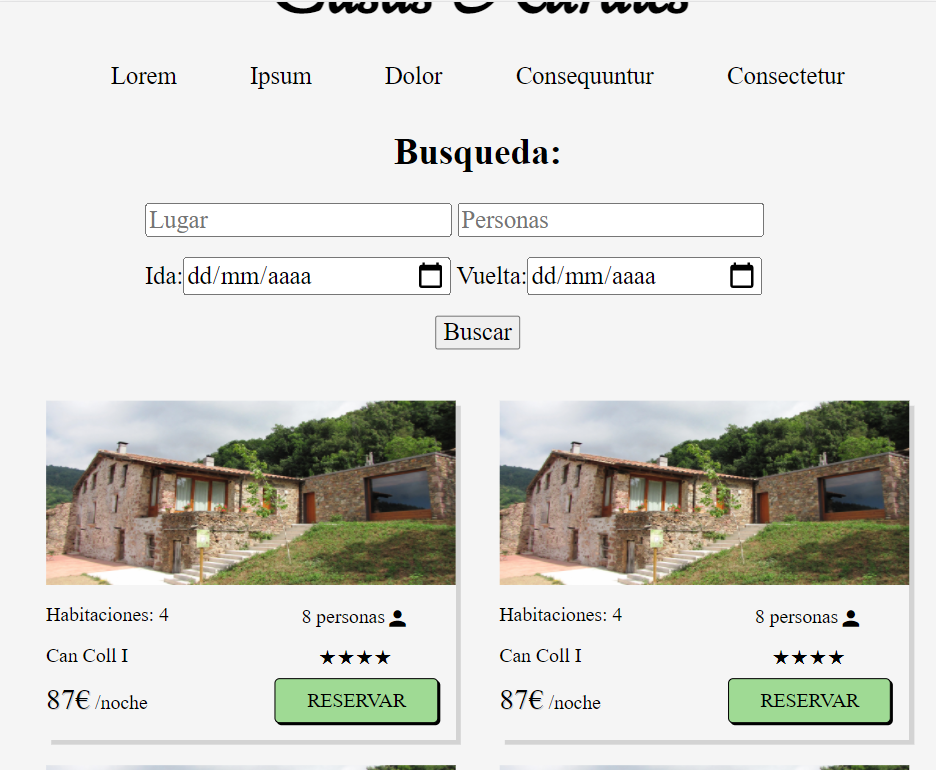 Lorem Ipsum Dolor Consequuntur Consectetur
Busqueda:
Lugar Personas
Ida: dd/mm/aaaa Vuelta: dd/mm/aaaa
Buscar
Habitaciones: 4 8 personas
Can Coll I ★★★★
87€ /noche RESERVAR
Habitaciones: 4 8 personas
Can Coll I ★★★★
87€ /noche RESERVAR